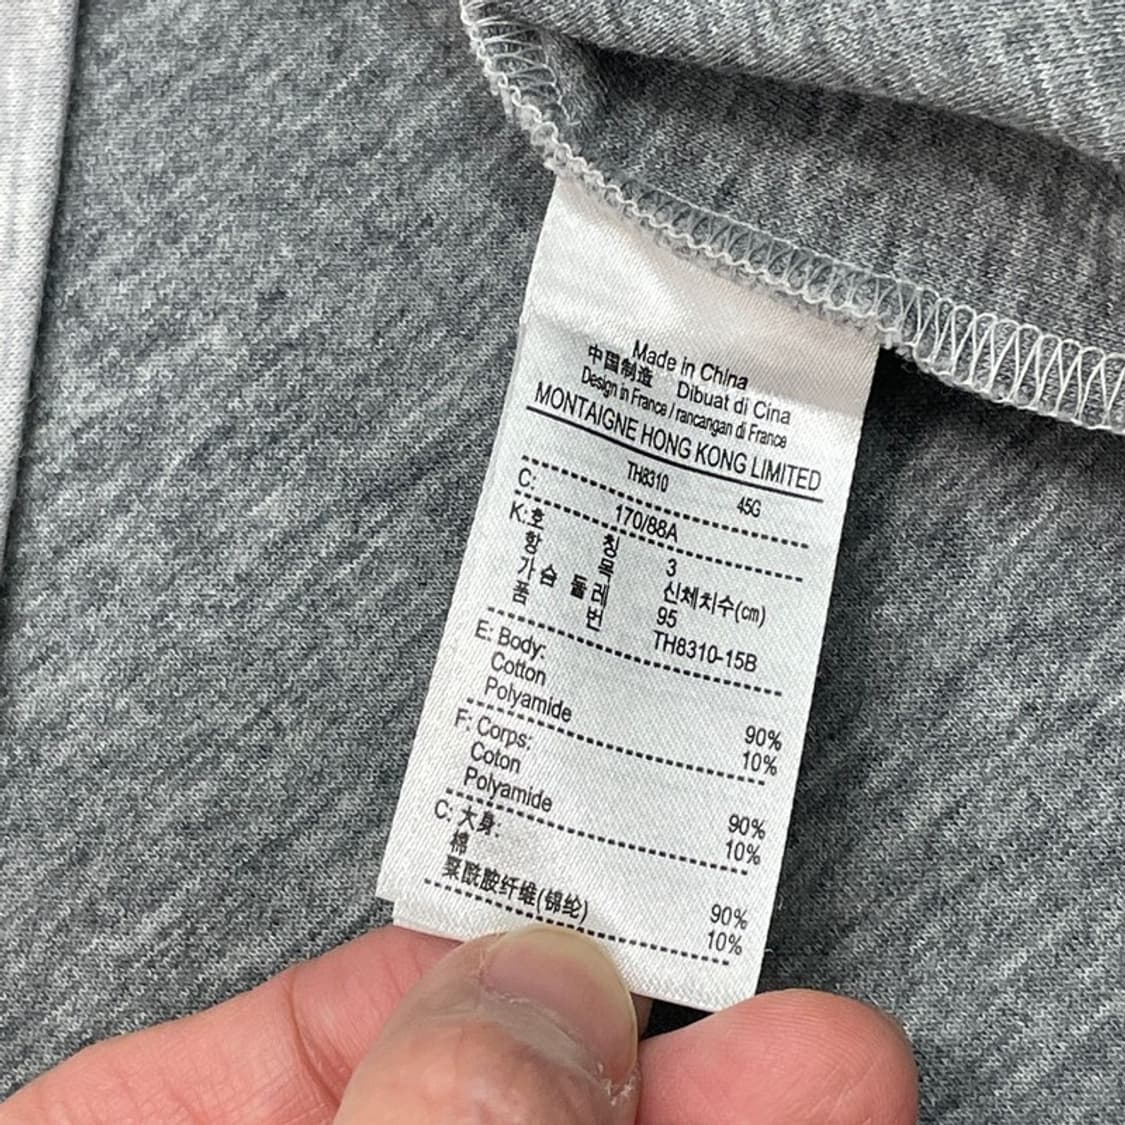 Made in China
中国制造 Dibuat di Cina
Design in France / rancangan di France
MONTAIGNE HONG KONG LIMITED
TH8310 45G
C: 170/88A
K:호 칭 3
항 목 신체치수(cm)
가슴 둘레 95
품 번 TH8310-15B
E: Body:
Cotton 90%
Polyamide 10%
F: Corps:
Coton 90%
Polyamide 10%
C: 大身:
棉 90%
聚酰胺纤维(锦纶) 10%